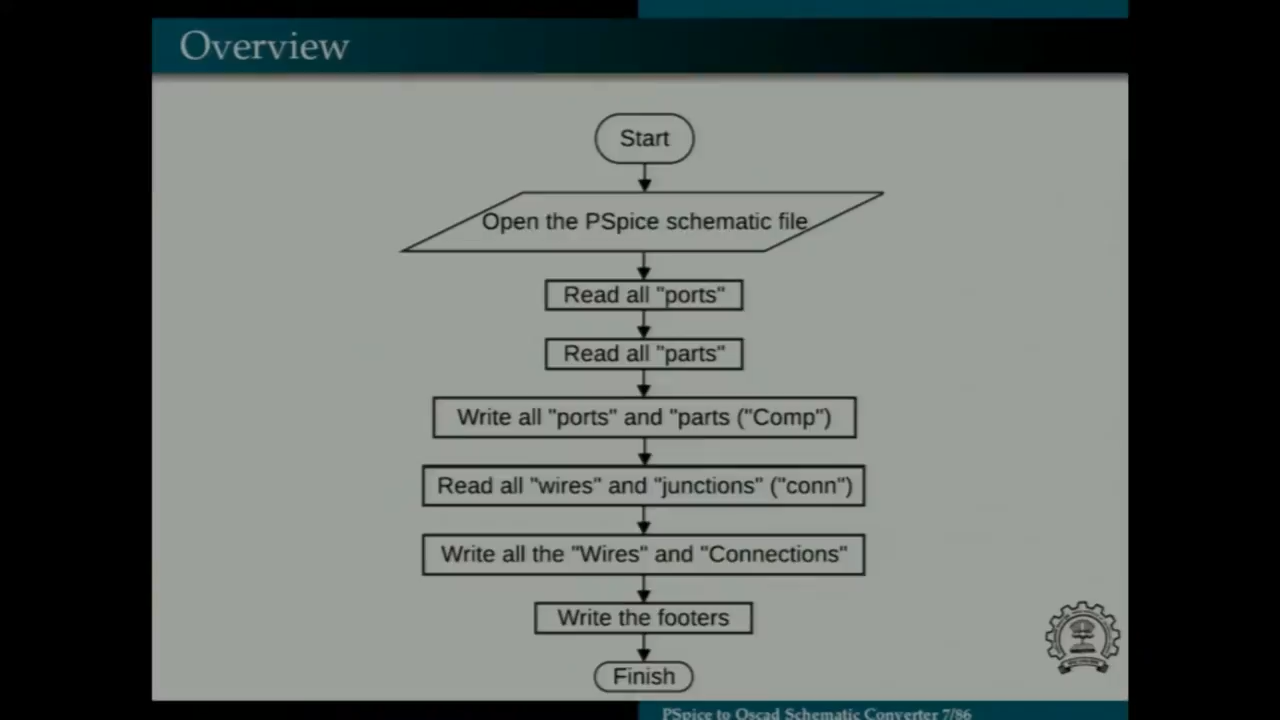 Overview
Start
Open the PSpice schematic file
Read all "ports"
Read all "parts"
Write all "ports" and "parts ("Comp")
Read all "wires" and "junctions" ("conn")
Write all the "Wires" and "Connections"
Write the footers
Finish
PSpice to Oscad Schematic Converter 7/86